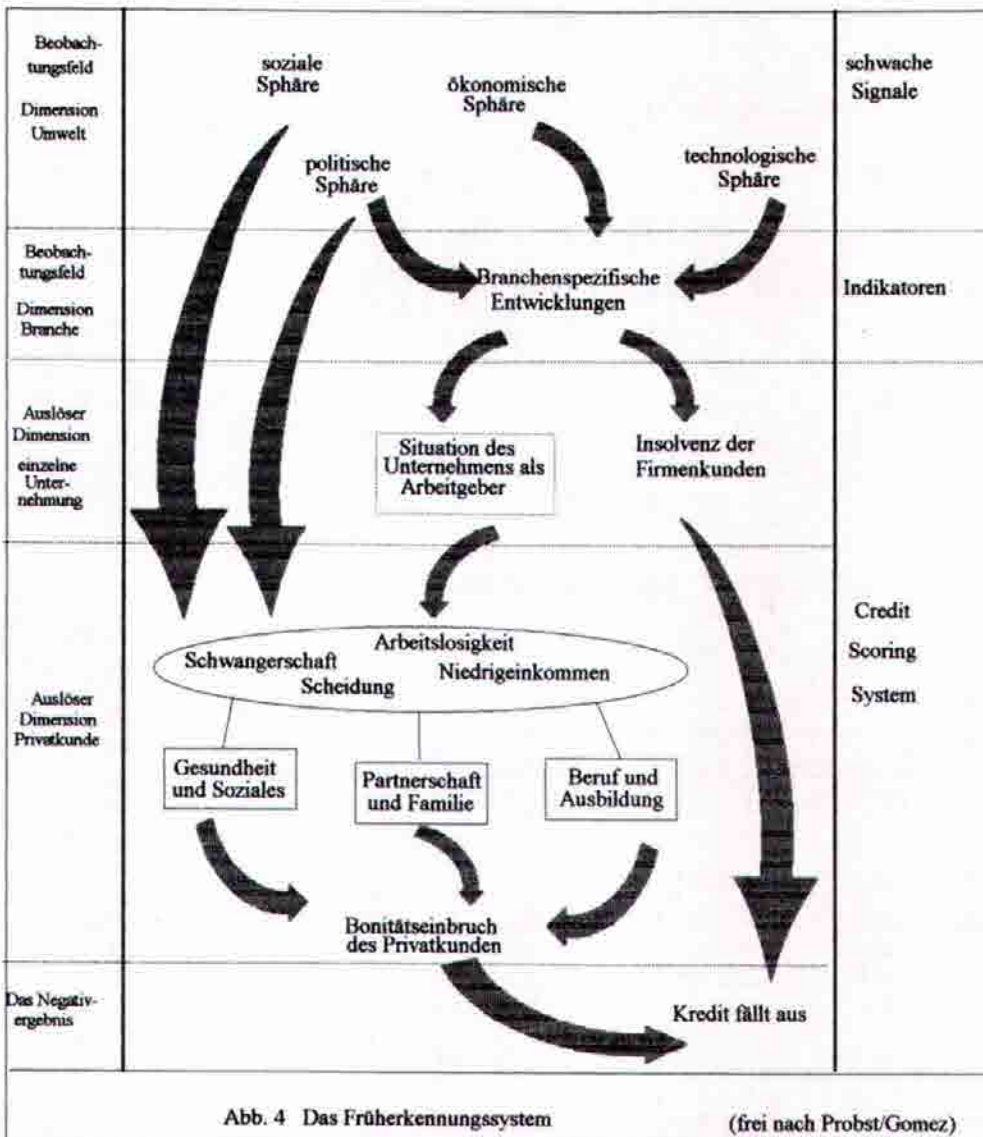 Beobach-
tungsfeld
Dimension
Umwelt
soziale
Sphäre
ökonomische
Sphäre
politische
Sphäre
technologische
Sphäre
schwache
Signale
Beobach-
tungsfeld
Dimension
Branche
Branchenspezifische
Entwicklungen
Indikatoren
Auslöser
Dimension
einzelne
Unter-
nehmung
Situation des
Unternehmens als
Arbeitgeber
Insolvenz der
Firmenkunden
Auslöser
Dimension
Privatkunde
Arbeitslosigkeit
Schwangerschaft
Niedrigeinkommen
Scheidung
Gesundheit
und Soziales
Partnerschaft
und Familie
Beruf und
Ausbildung
Bonitätseinbruch
des Privatkunden
Credit
Scoring
System
Das Negativ-
ergebnis
Kredit fällt aus
Abb. 4 Das Früherkennungssystem
(frei nach Probst/Gomez)